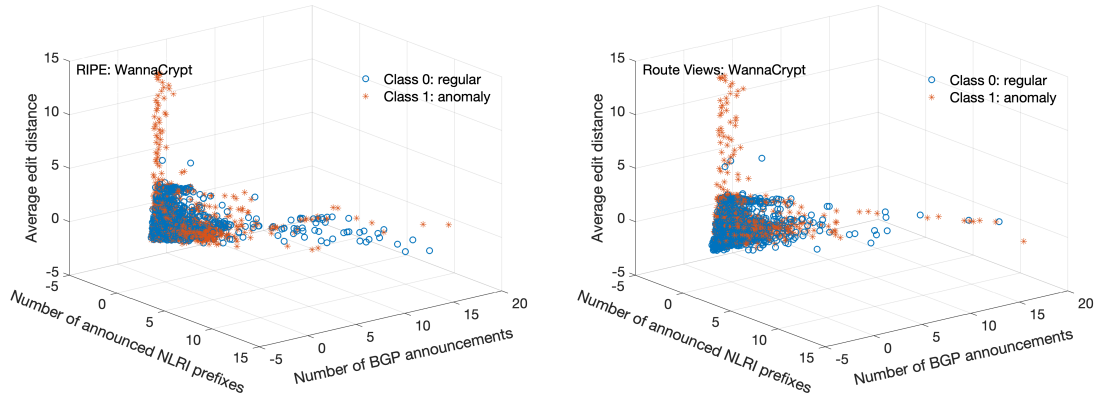 RIPE: WannaCrypt
Class 0: regular
Class 1: anomaly
Average edit distance
15
10
5
0
-5
Number of announced NLRI prefixes
-5
0
5
10
15
Number of BGP announcements
-5
0
5
10
15
20
Route Views: WannaCrypt
Class 0: regular
Class 1: anomaly
Average edit distance
15
10
5
0
-5
Number of announced NLRI prefixes
-5
0
5
10
15
Number of BGP announcements
-5
0
5
10
15
20